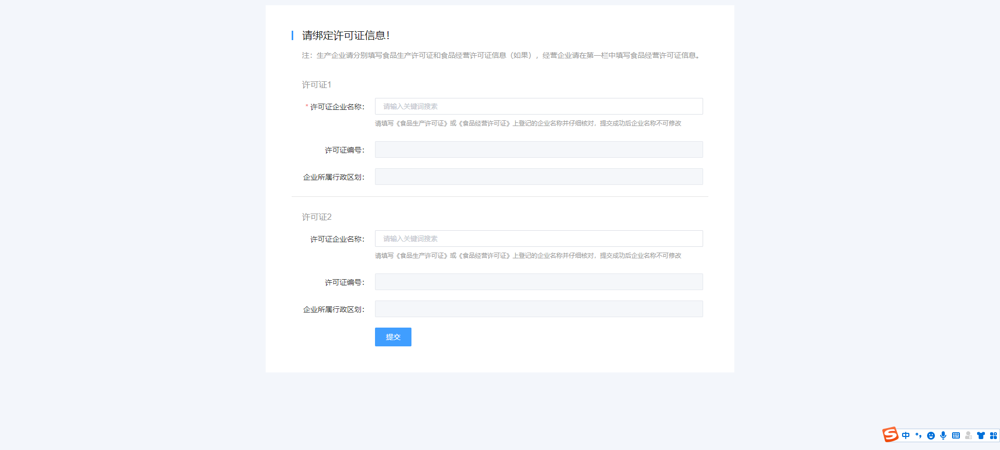 请绑定许可证信息！
注：生产企业请分别填写食品生产许可证和食品经营许可证信息（如果），经营企业请在第一栏中填写食品经营许可证信息。
许可证1
* 许可证企业名称： 请输入关键词搜索
请填写《食品生产许可证》或《食品经营许可证》上登记的企业名称并仔细核对，提交成功后企业名称不可修改
许可证编号：
企业所属行政区划：
许可证2
许可证企业名称： 请输入关键词搜索
请填写《食品生产许可证》或《食品经营许可证》上登记的企业名称并仔细核对，提交成功后企业名称不可修改
许可证编号：
企业所属行政区划：
提交
S 中